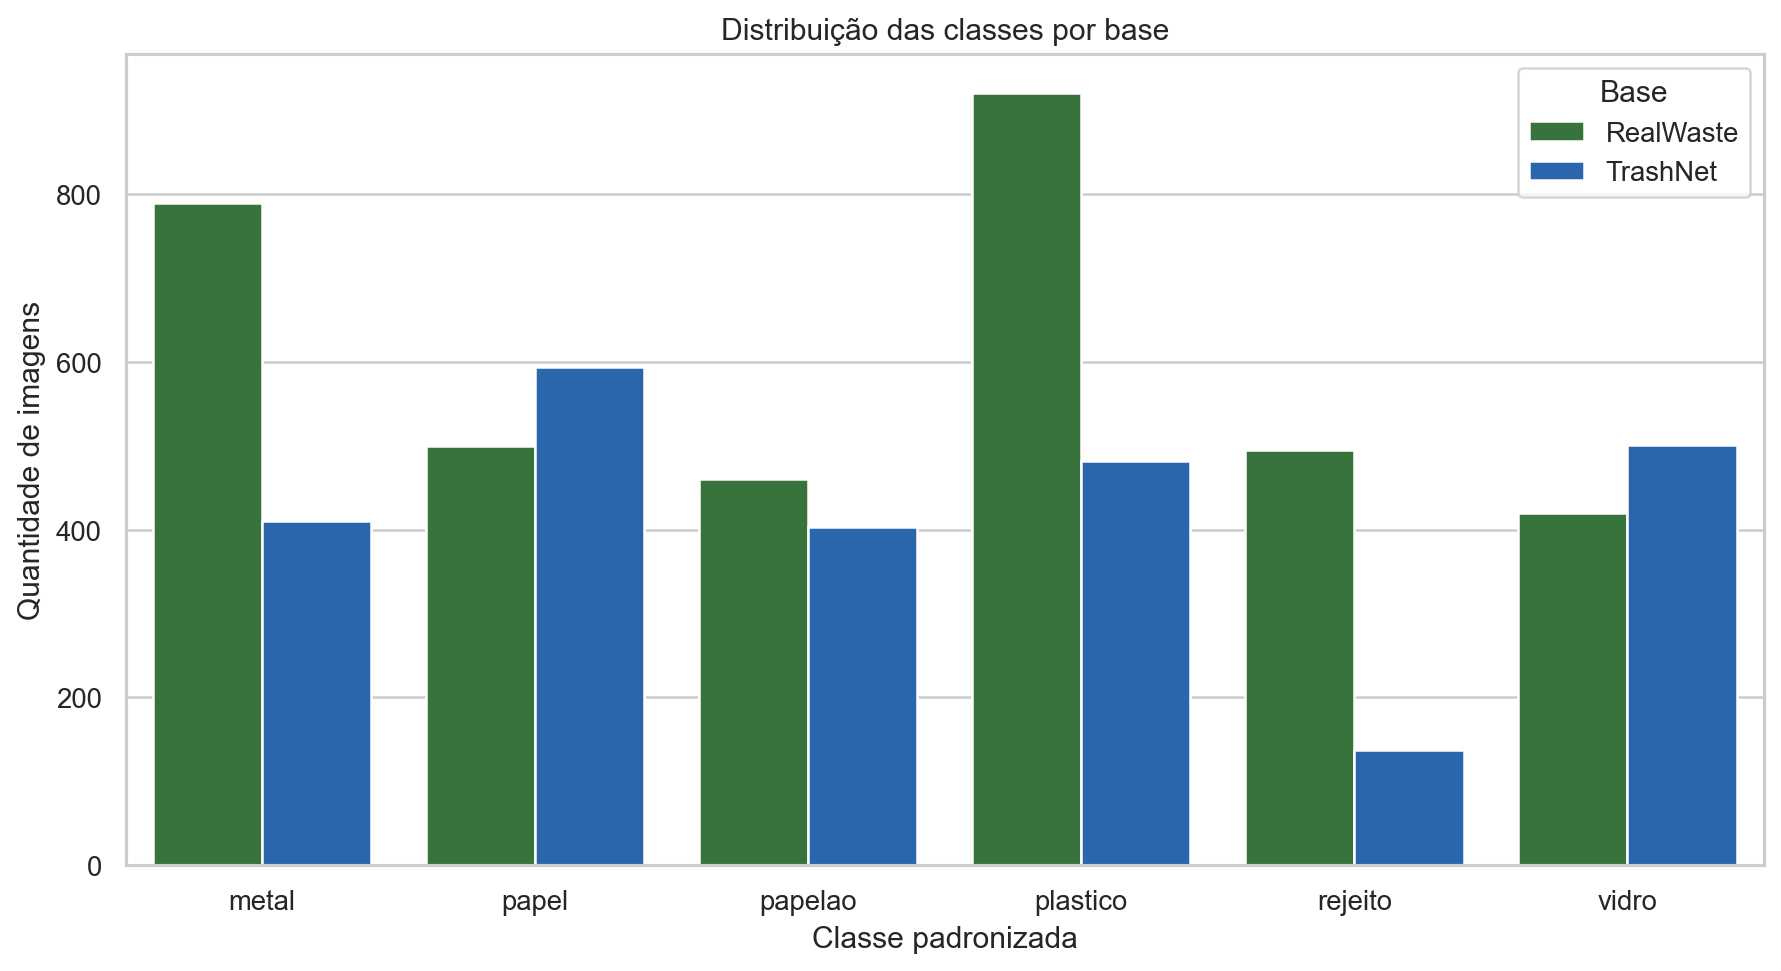 Distribuição das classes por base
Base
RealWaste
TrashNet
Quantidade de imagens
800
600
400
200
0
metal
papel
papelao
plastico
rejeito
vidro
Classe padronizada